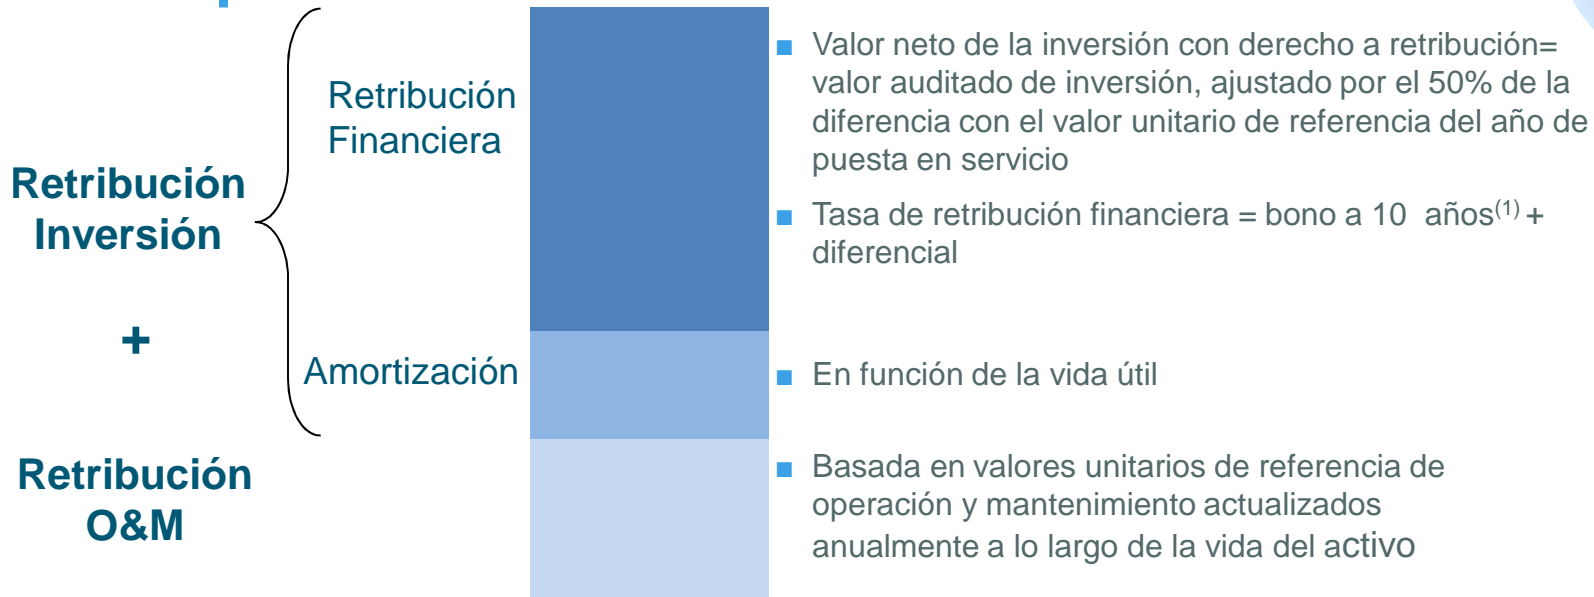 Retribución
Inversión
+
Retribución
O&M
Retribución
Financiera
Amortización
■ Valor neto de la inversión con derecho a retribución=
valor auditado de inversión, ajustado por el 50% de la
diferencia con el valor unitario de referencia del año de
puesta en servicio
■ Tasa de retribución financiera = bono a 10 años(1) +
diferencial
■ En función de la vida útil
■ Basada en valores unitarios de referencia de
operación y mantenimiento actualizados
anualmente a lo largo de la vida del activo